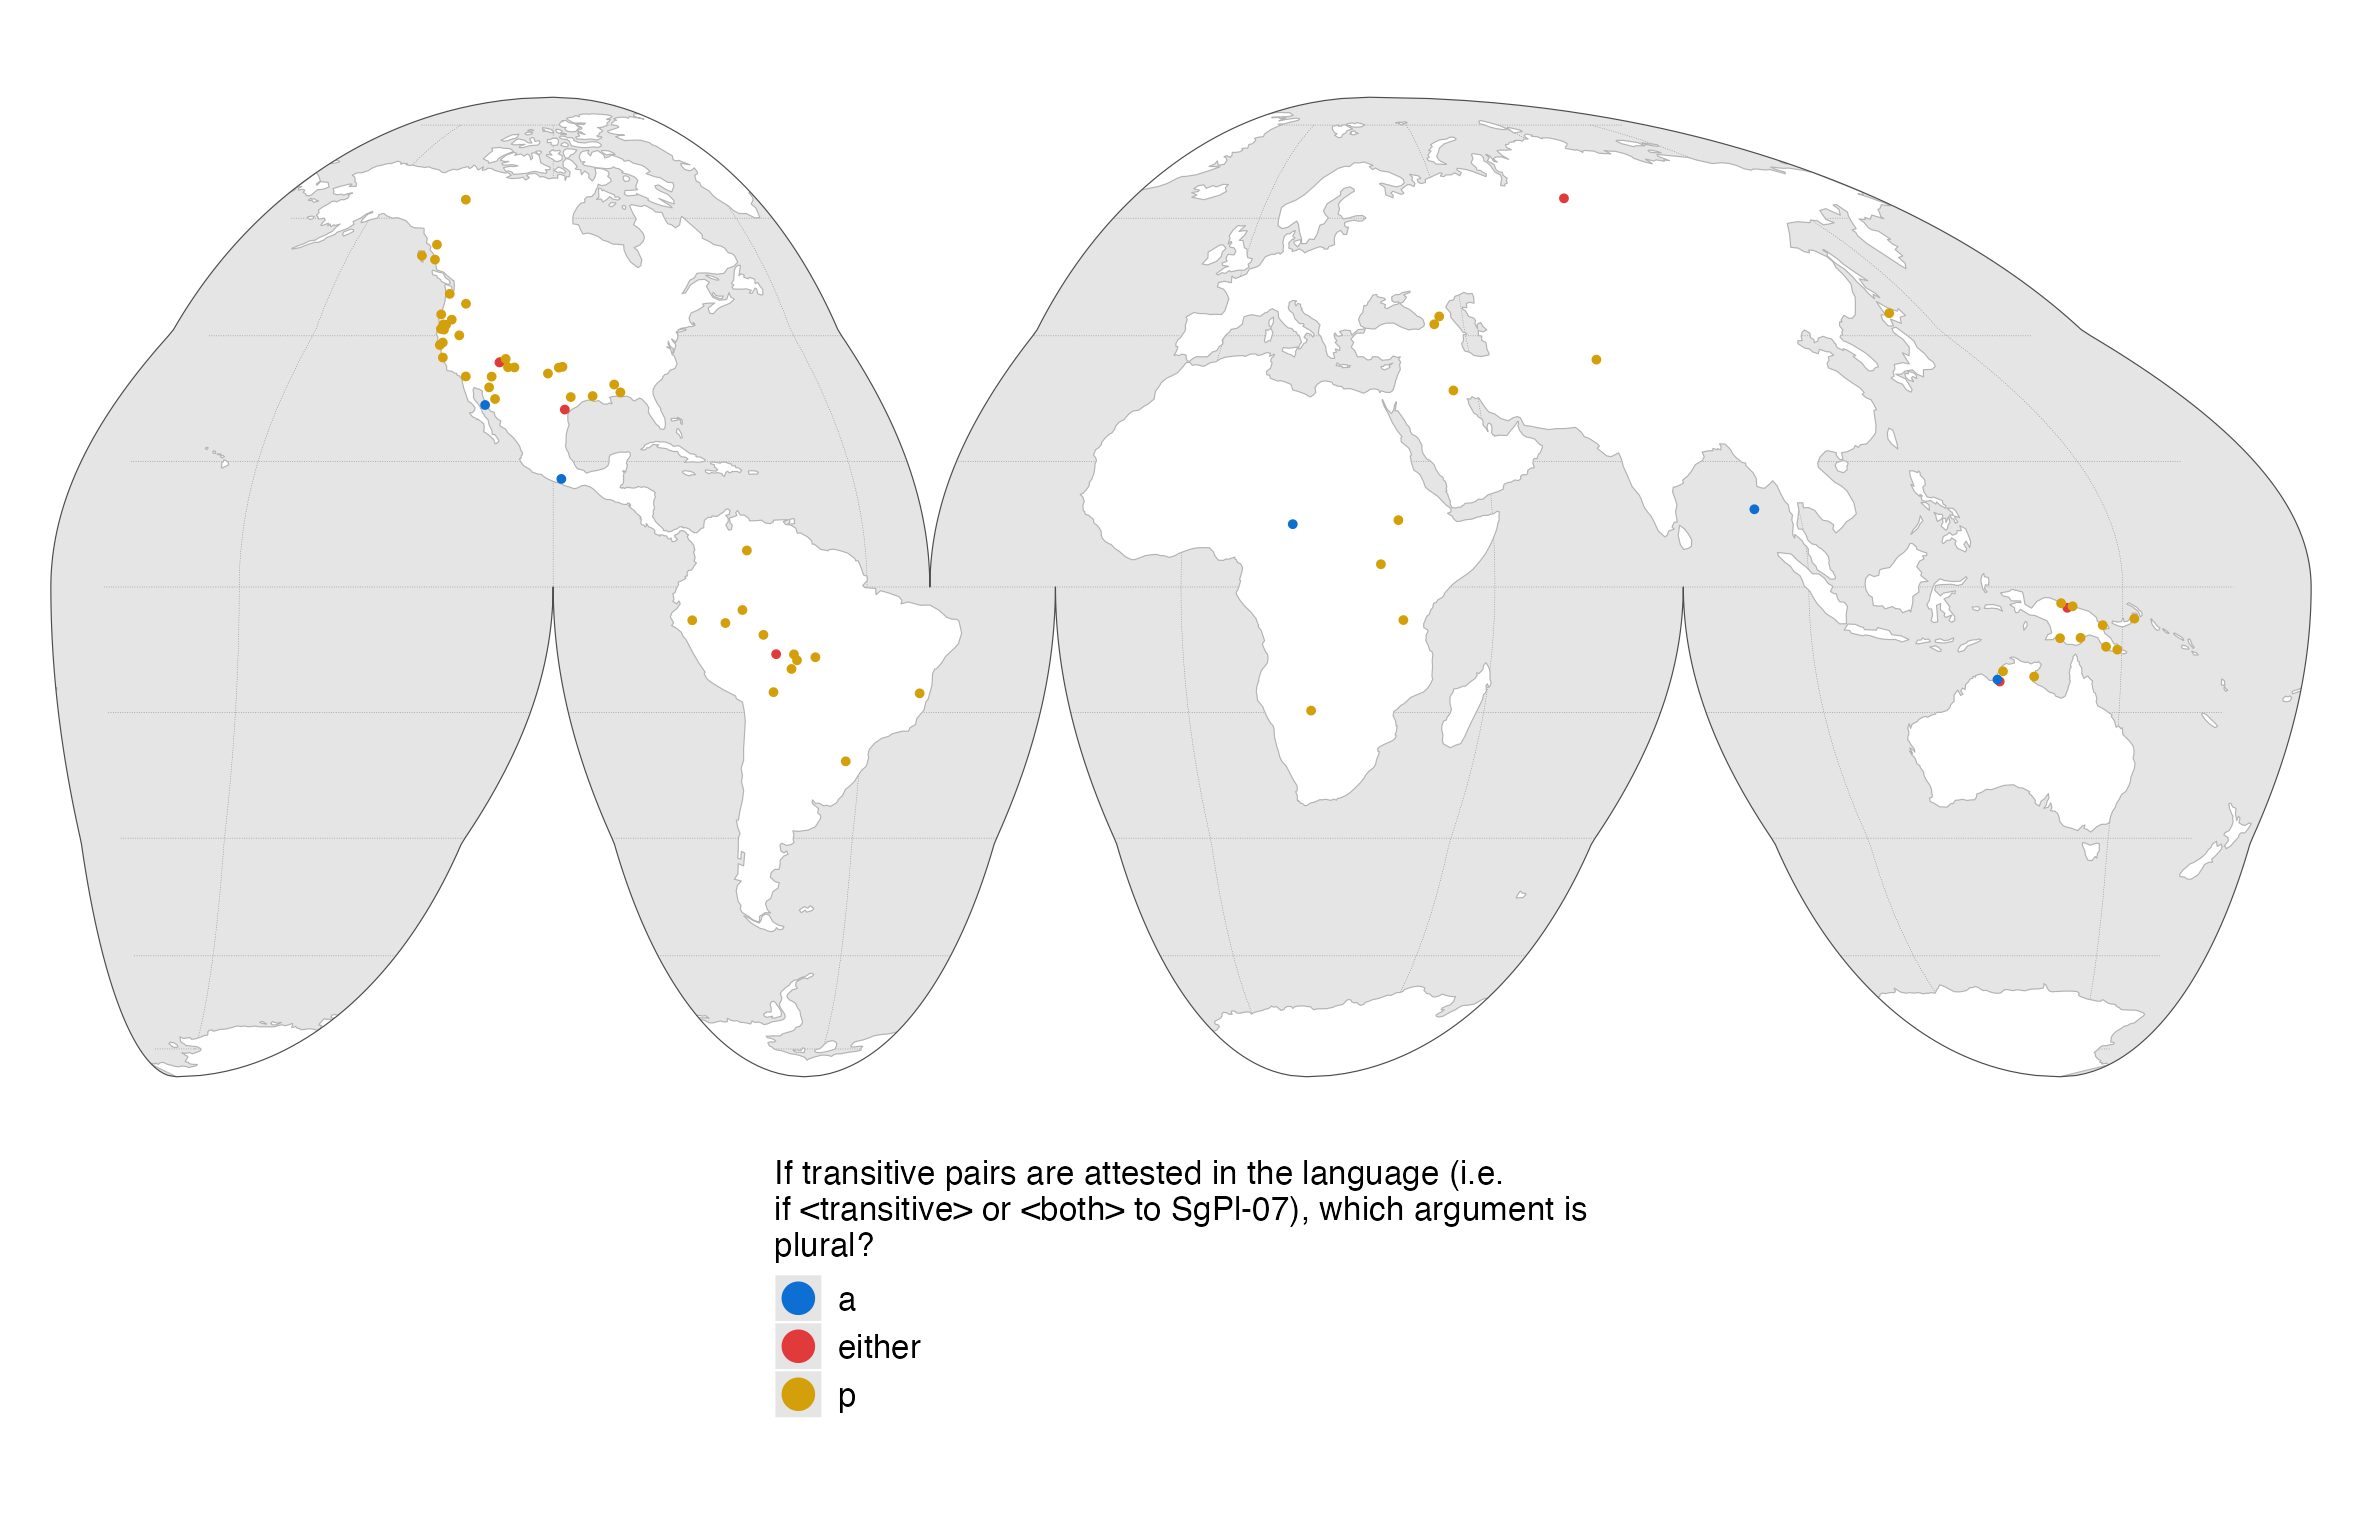 If transitive pairs are attested in the language (i.e.
if <transitive> or <both> to SgPl-07), which argument is
plural?
a
either
p